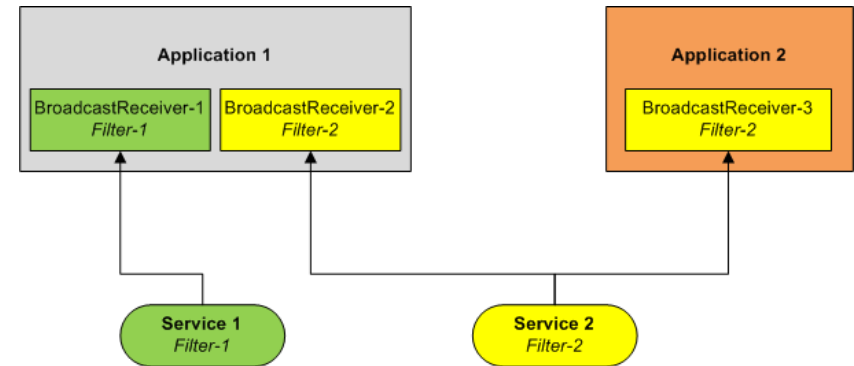 Application 1
Application 2
BroadcastReceiver-1
Filter-1
BroadcastReceiver-2
Filter-2
BroadcastReceiver-3
Filter-2
Service 1
Filter-1
Service 2
Filter-2